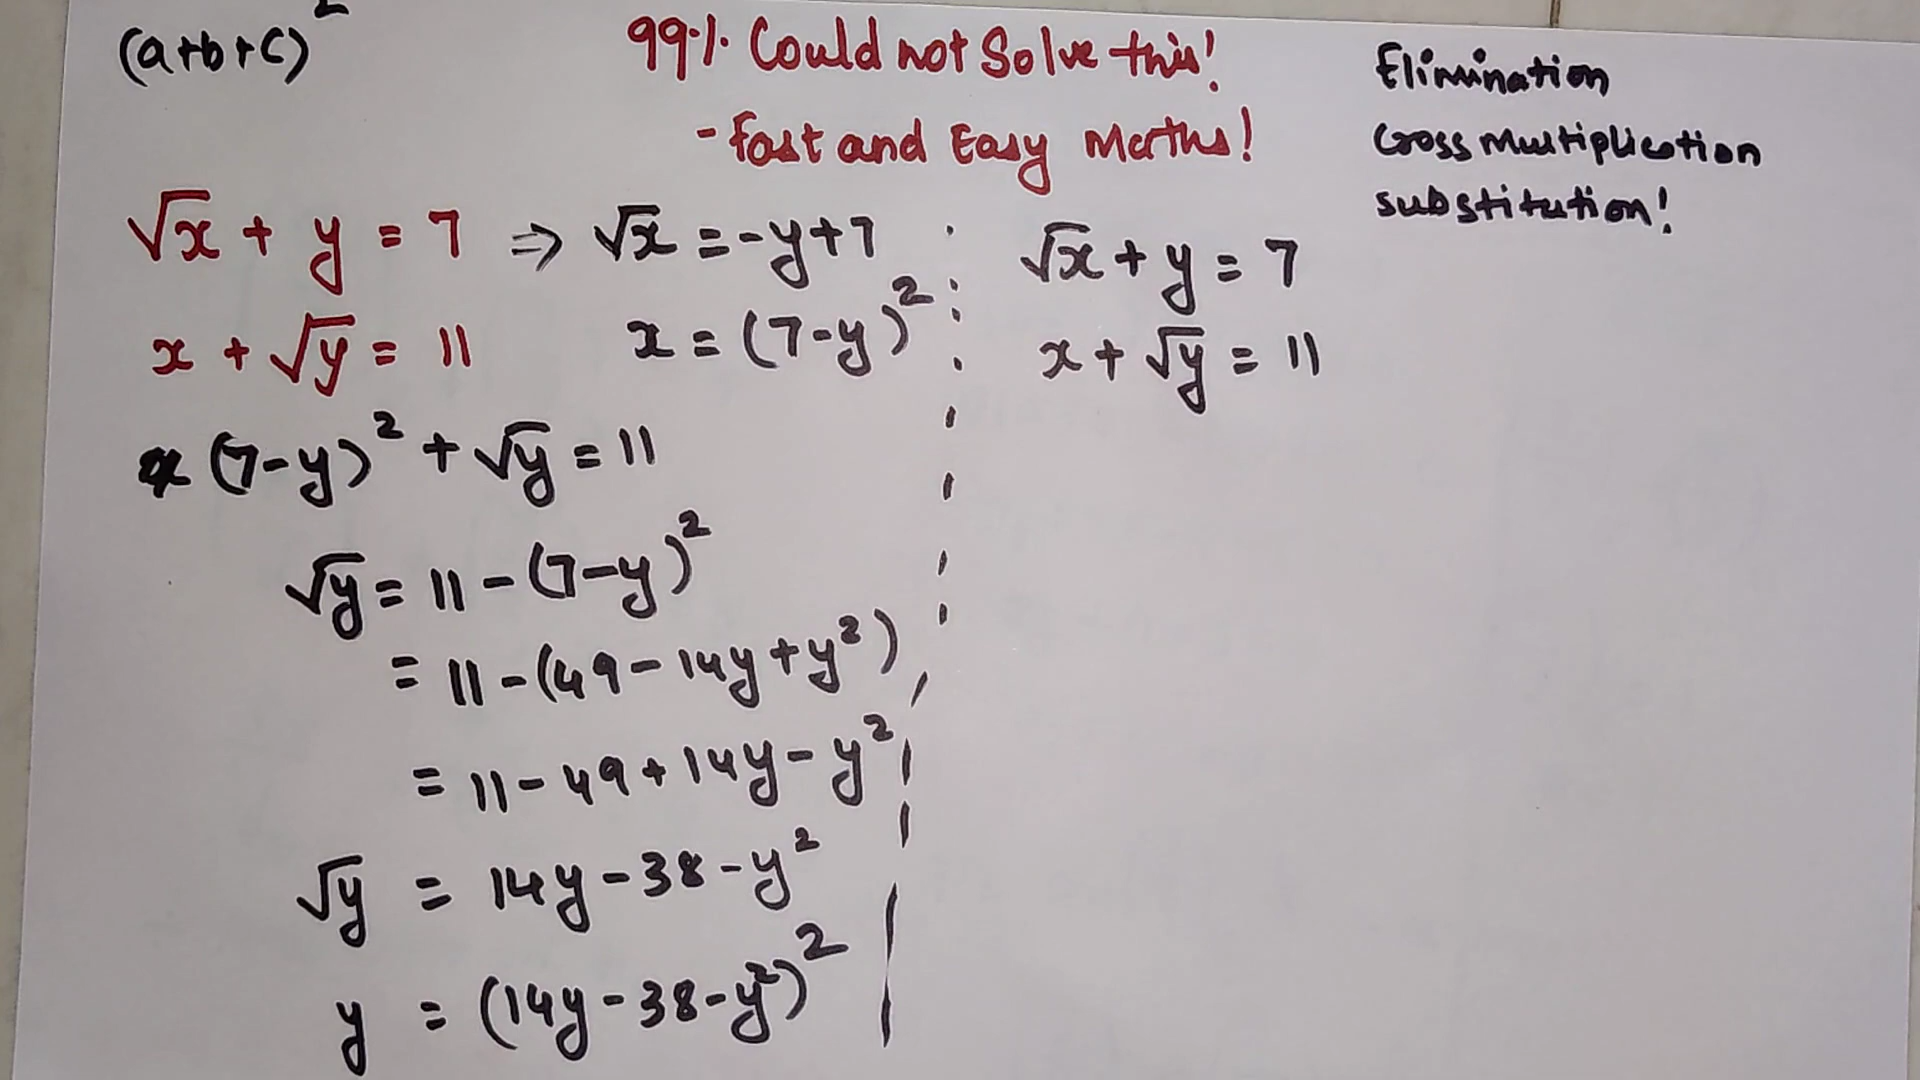 (a+b+c)²
99% Could not Solve this!
- Fast and Easy Maths!
Elimination
Cross Multiplication
substitution!
√x + y = 7 ⇒ √x = -y+7
x + √y = 11
x = (7-y)²
(7-y)² + √y = 11
√y = 11 - (7-y)²
= 11 - (49 - 14y + y²)
= 11 - 49 + 14y - y²
√y = 14y - 38 - y²
y = (14y - 38 - y²)²
√x + y = 7
x + √y = 11